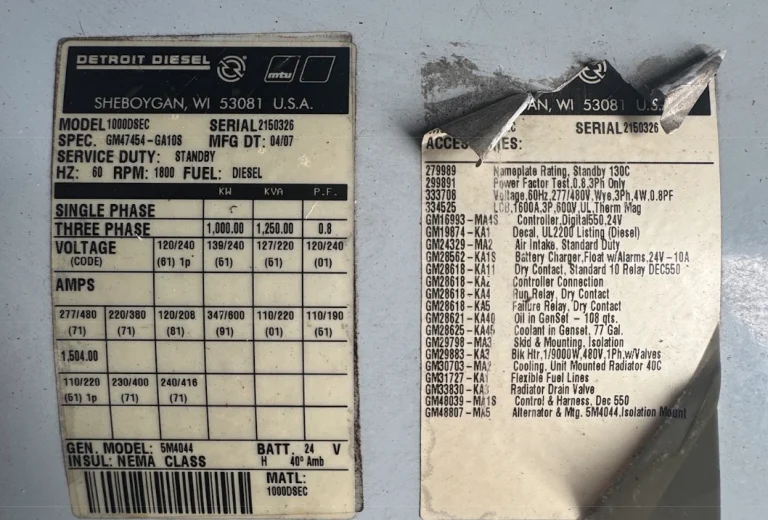 DETROIT DIESEL mtu
SHEBOYGAN, WI 53081 U.S.A.
MODEL 1000DSEC SERIAL 2150326
SPEC. GM47454-GA10S MFG DT: 04/07
SERVICE DUTY: STANDBY
HZ: 60 RPM: 1800 FUEL: DIESEL
KW KVA P.F.
SINGLE PHASE
THREE PHASE 1,000.00 1,250.00 0.8
VOLTAGE 120/240 139/240 127/220 120/240
(CODE) (61) 1p (61) (61) (01)
AMPS
277/480 220/380 120/208 347/600 110/220 110/190
(71) (71) (61) (91) (01) (61)
1,504.00
110/220 230/400 240/416
(61) 1p (71) (71)
GEN. MODEL: 5M4044 BATT. 24 V
INSUL: NEMA CLASS H 40° Amb
MATL:
1000DSEC
AN, WI 53081 U.S.
EC SERIAL 2150326
ACCESSORIES:
279989 Nameplate Rating, Standby 130C
299891 Power Factor Test,0.8,3Ph Only
333708 Voltage,60Hz,277/480V,Wye,3Ph,4W,0.8PF
334525 LCB,1600A,3P,600V,UL,Therm Mag
GM16993-MA4S Controller,Digital550,24V
GM19874-KA1 Decal, UL2200 Listing (Diesel)
GM24329-MA2 Air Intake, Standard Duty
GM28562-KA1S Battery Charger,Float w/Alarms,24V-10A
GM28618-KA11 Dry Contact, Standard 10 Relay DEC550
GM28618-KA2 Controller Connection
GM28618-KA4 Run Relay, Dry Contact
GM28618-KA5 Failure Relay, Dry Contact
GM28621-KA40 Oil in GenSet - 108 qts.
GM28625-KA45 Coolant in Genset, 77 Gal.
GM29798-MA3 Skid & Mounting, Isolation
GM29883-KA3 Blk Htr,1/9000W,480V,1Ph,w/Valves
GM30703-MA2 Cooling, Unit Mounted Radiator 40C
GM31727-KA1 Flexible Fuel Lines
GM33830-KA3 Radiator Drain Valve
GM48039-MA1S Control & Harness, Dec 550
GM48807-MA5 Alternator & Mtg. 5M4044,Isolation Mount